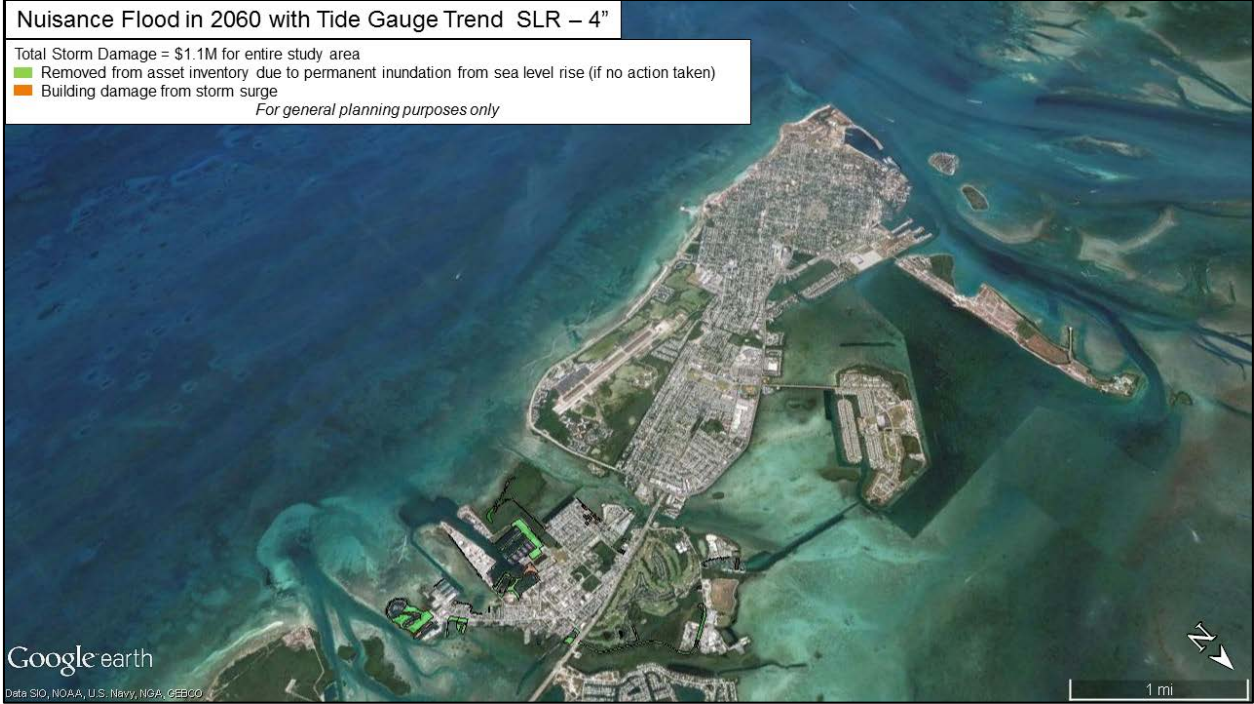 Nuisance Flood in 2060 with Tide Gauge Trend SLR – 4”
Total Storm Damage = $1.1M for entire study area
Removed from asset inventory due to permanent inundation from sea level rise (if no action taken)
Building damage from storm surge
For general planning purposes only
Google earth
Data SIO, NOAA, U.S. Navy, NGA, GEBCO
N
1 mi